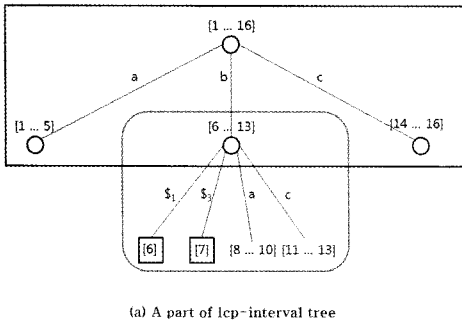 [1 ... 16]
a
b
c
[1 ... 5]
[6 ... 13]
[14 ... 16]
$₁
$₃
a
c
[6]
[7]
[8 ... 10]
[11 ... 13]
(a) A part of lcp-interval tree